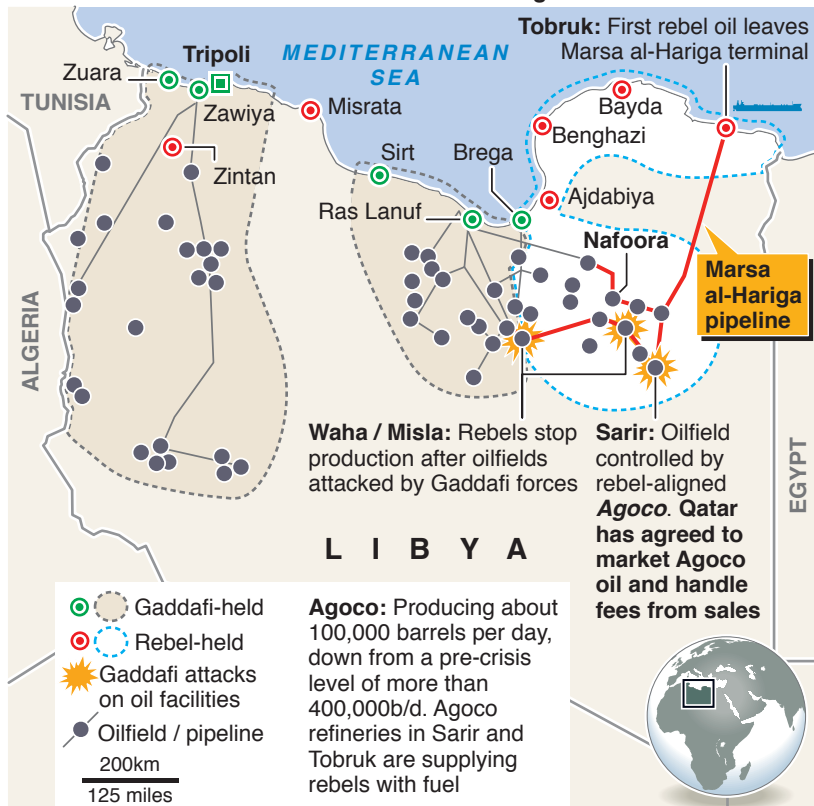 Tobruk: First rebel oil leaves
Marsa al-Hariga terminal
Tripoli
MEDITERRANEAN
SEA
Zuara
TUNISIA
Zawiya
Misrata
Bayda
Benghazi
Zintan
Sirt
Brega
Ajdabiya
Ras Lanuf
Nafoora
Marsa
al-Hariga
pipeline
ALGERIA
Waha / Misla: Rebels stop
production after oilfields
attacked by Gaddafi forces
Sarir: Oilfield
controlled by
rebel-aligned
Agoco. Qatar
has agreed to
market Agoco
oil and handle
fees from sales
EGYPT
LIBYA
Gaddafi-held
Rebel-held
Gaddafi attacks
on oil facilities
Oilfield / pipeline
200km
125 miles
Agoco: Producing about
100,000 barrels per day,
down from a pre-crisis
level of more than
400,000b/d. Agoco
refineries in Sarir and
Tobruk are supplying
rebels with fuel